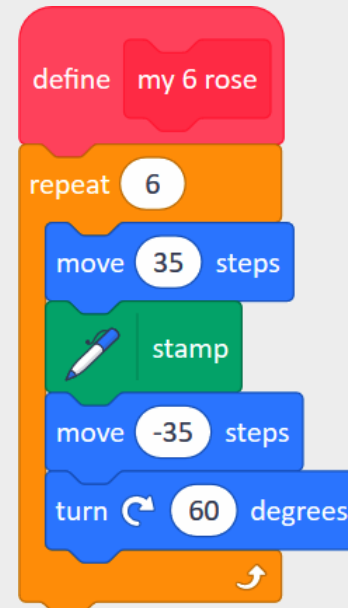 define my 6 rose
repeat 6
move 35 steps
stamp
move -35 steps
turn 60 degrees